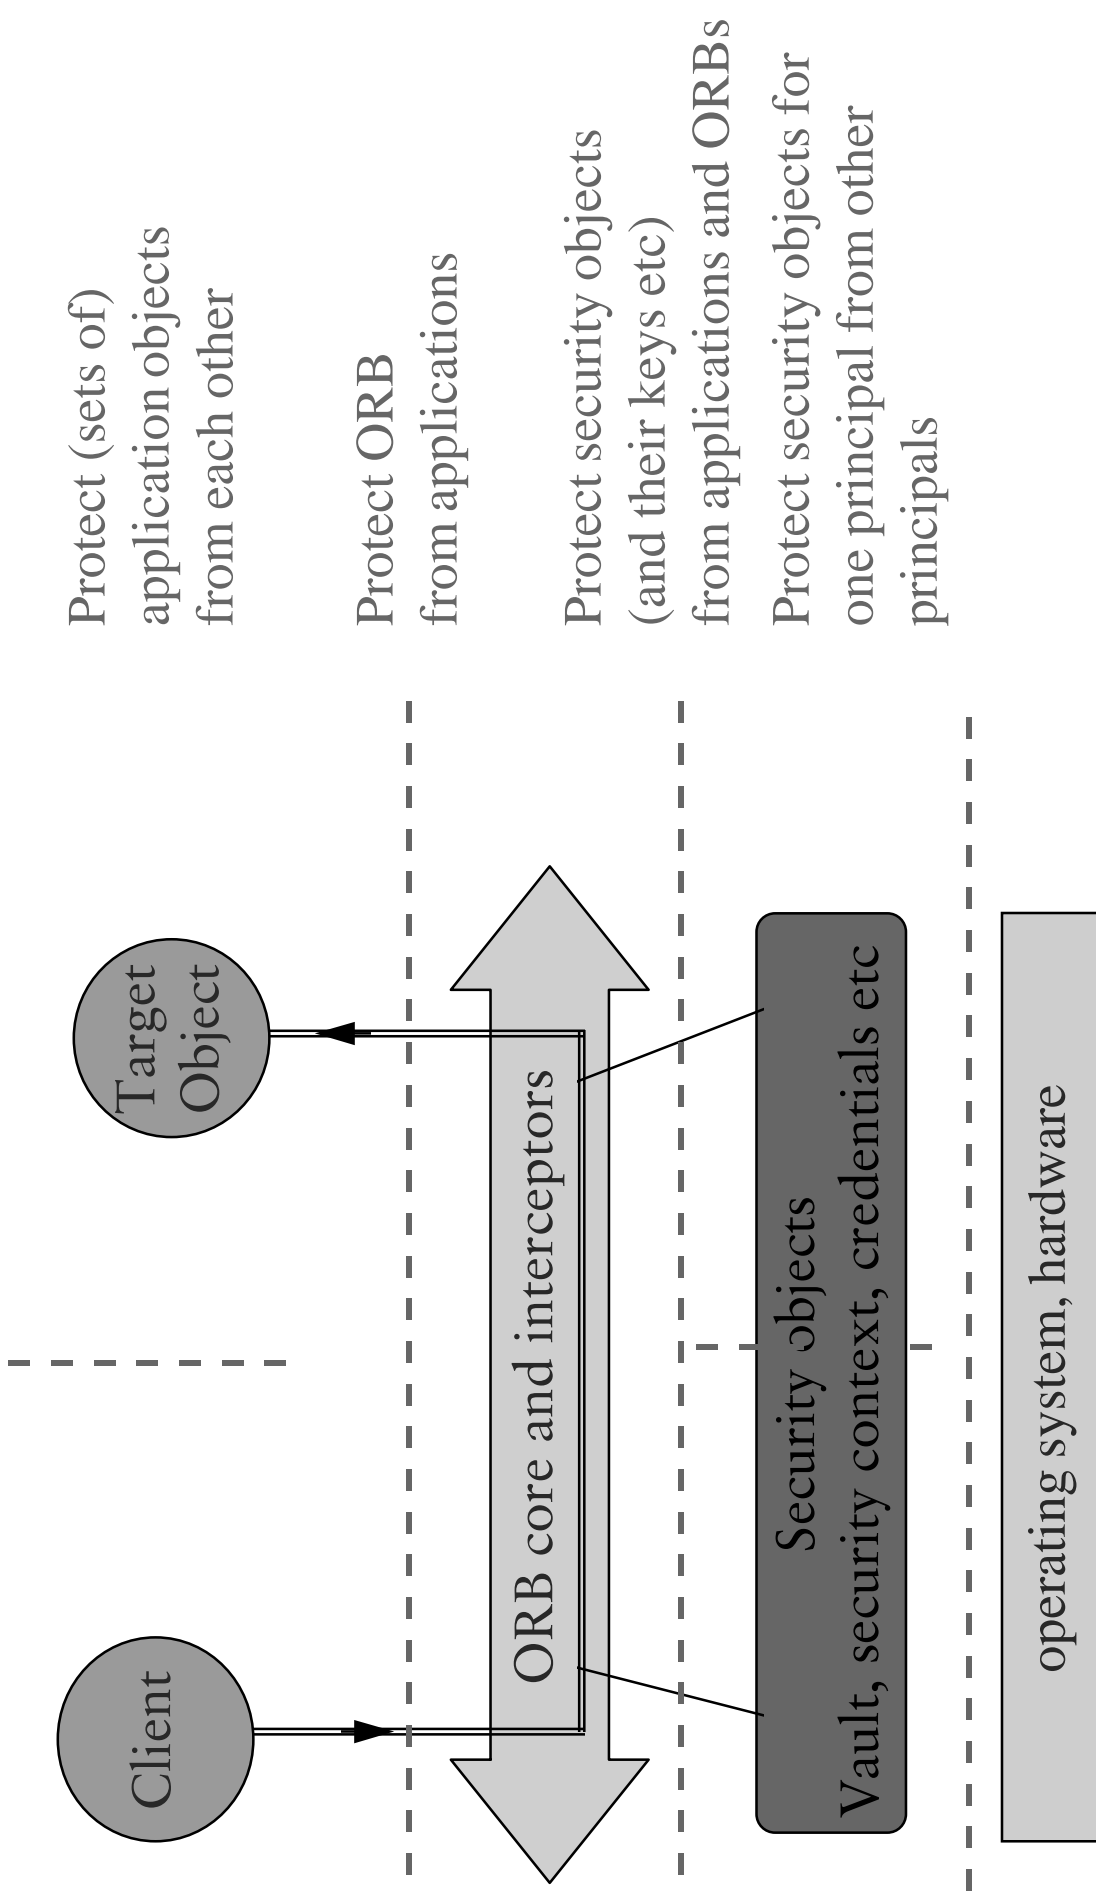 Client
Target
Object
Protect (sets of)
application objects
from each other
ORB core and interceptors
Protect ORB
from applications
Security objects
Vault, security context, credentials etc
Protect security objects
(and their keys etc)
from applications and ORBs
Protect security objects for
one principal from other
principals
operating system, hardware